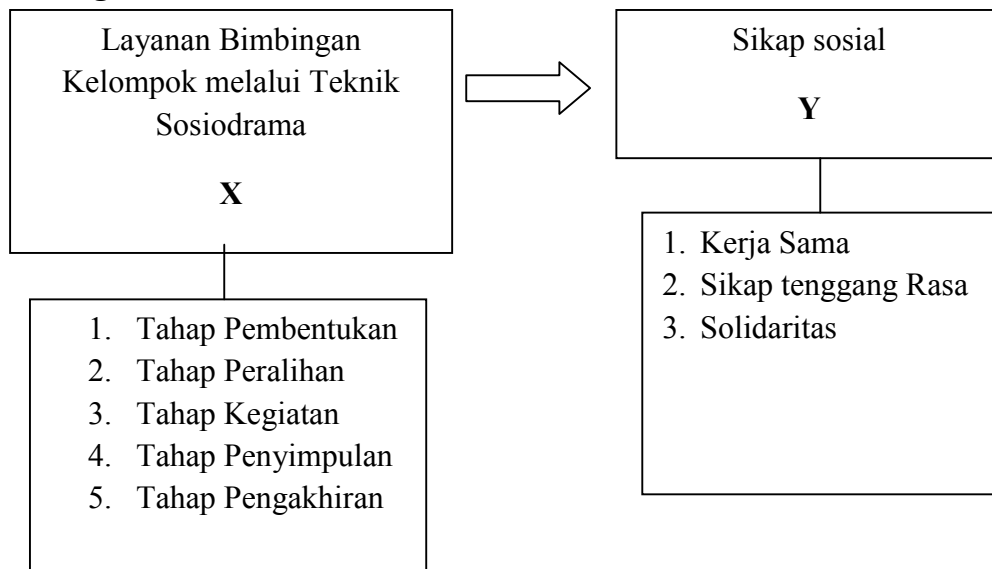 Layanan Bimbingan
Kelompok melalui Teknik
Sosiodrama
X
Sikap sosial
Y
1. Tahap Pembentukan
2. Tahap Peralihan
3. Tahap Kegiatan
4. Tahap Penyimpulan
5. Tahap Pengakhiran
1. Kerja Sama
2. Sikap tenggang Rasa
3. Solidaritas